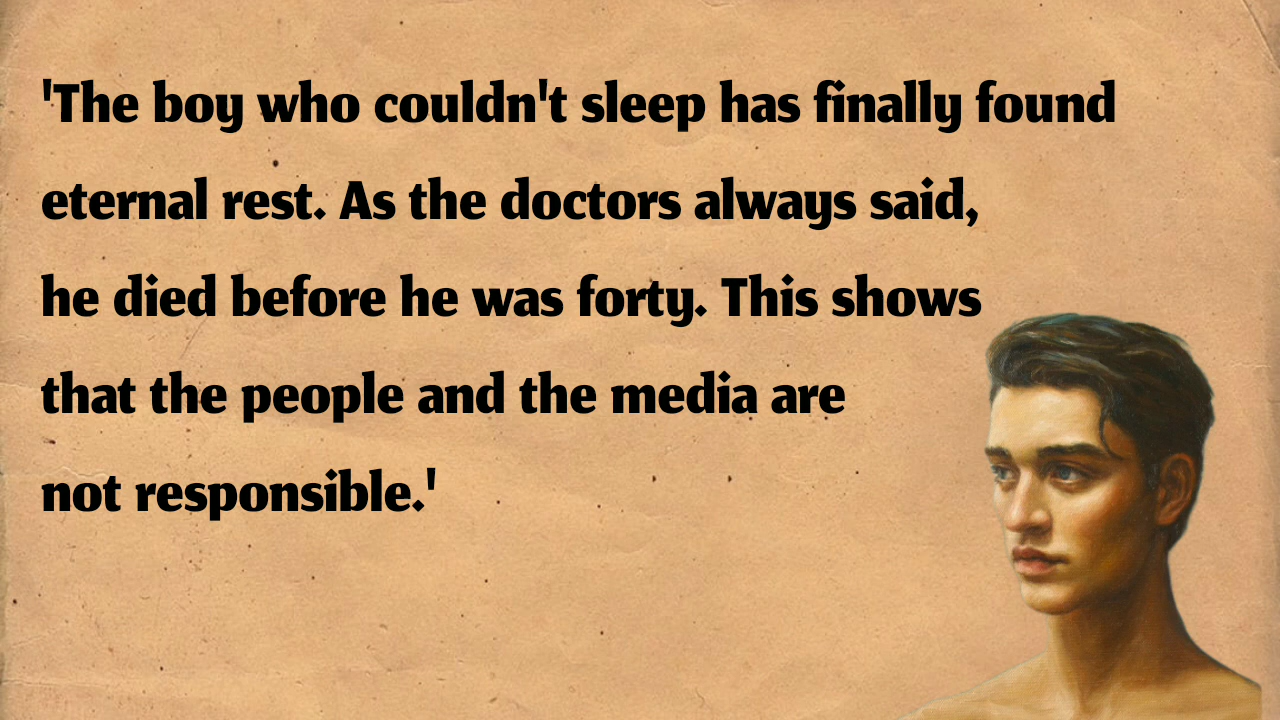 'The boy who couldn't sleep has finally found
eternal rest. As the doctors always said,
he died before he was forty. This shows
that the people and the media are
not responsible.'